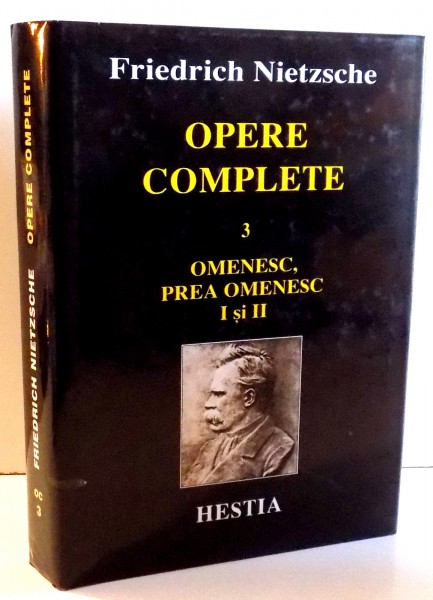 Friedrich Nietzsche
OPERE
COMPLETE
3
OMENESC,
PREA OMENESC
I și II
HESTIA
FRIEDRICH NIETZSCHE OPERE COMPLETE
OC
3